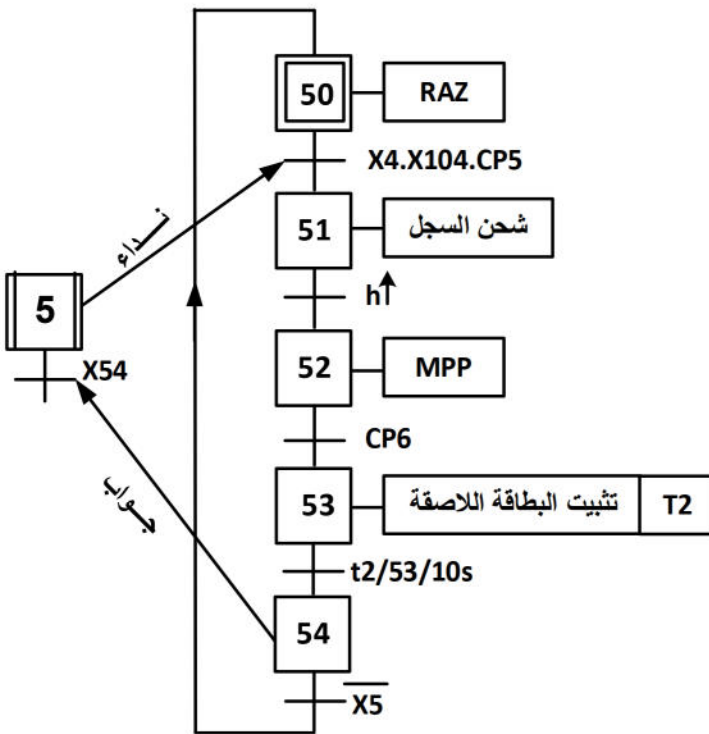 50
RAZ
X4.X104.CP5
نداء
51
شحن السجل
h↑
5
52
MPP
X54
CP6
جواب
53
تثبيت البطاقة اللاصقة
T2
t2/53/10s
54
X̅5̅